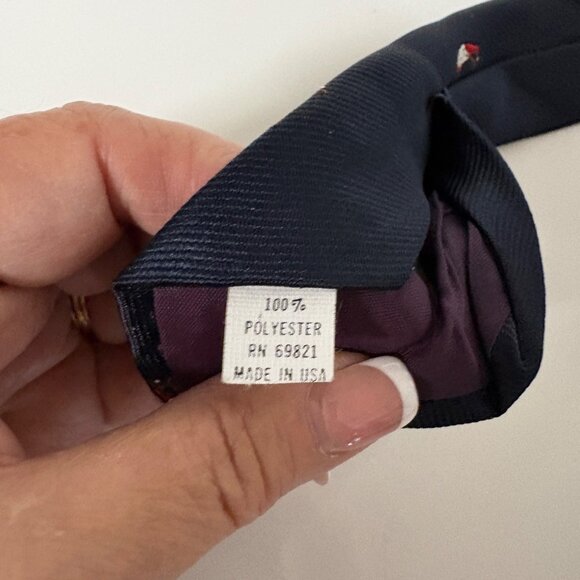 100%
POLYESTER
RN 69821
MADE IN USA